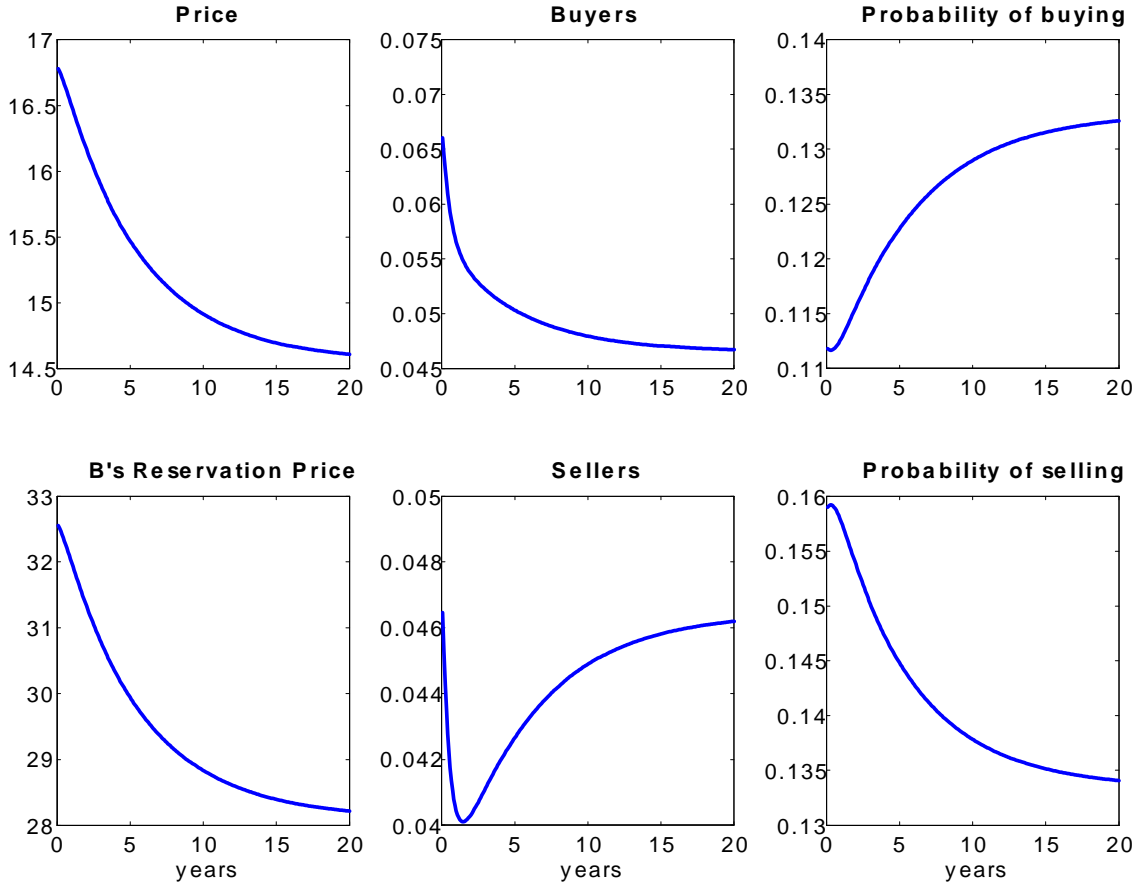 Price
17
16.5
16
15.5
15
14.5
0 5 10 15 20
Buyers
0.075
0.07
0.065
0.06
0.055
0.05
0.045
0 5 10 15 20
Probability of buying
0.14
0.135
0.13
0.125
0.12
0.115
0.11
0 5 10 15 20
B's Reservation Price
33
32
31
30
29
28
0 5 10 15 20
years
Sellers
0.05
0.048
0.046
0.044
0.042
0.04
0 5 10 15 20
years
Probability of selling
0.16
0.155
0.15
0.145
0.14
0.135
0.13
0 5 10 15 20
years